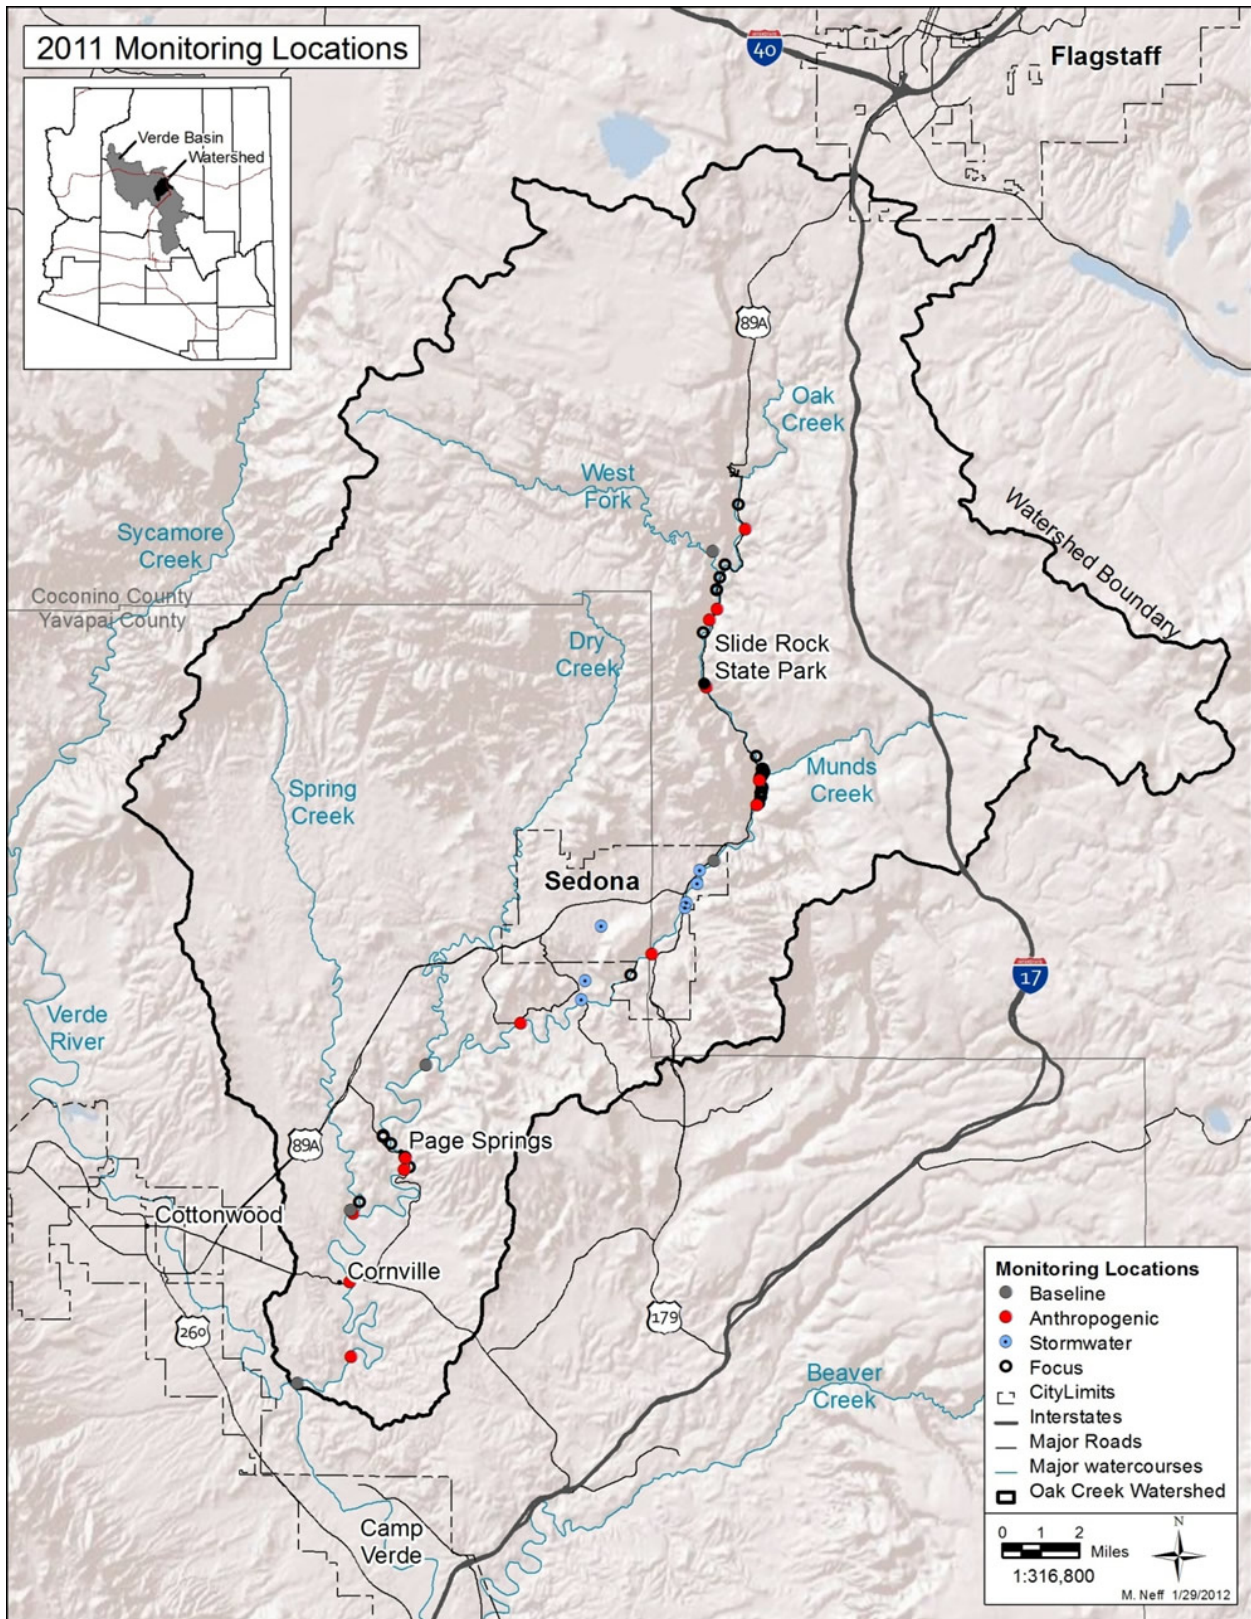 2011 Monitoring Locations
Verde Basin
Watershed
40
Flagstaff
89A
Oak
Creek
West
Fork
Watershed Boundary
Sycamore
Creek
Coconino County
Yavapai County
Dry
Creek
Slide Rock
State Park
Spring
Creek
Munds
Creek
Sedona
17
Verde
River
89A
Page Springs
Cottonwood
Cornville
260
179
Beaver
Creek
Camp
Verde
Monitoring Locations
Baseline
Anthropogenic
Stormwater
Focus
CityLimits
Interstates
Major Roads
Major watercourses
Oak Creek Watershed
0 1 2
Miles
1:316,800
N
M. Neff 1/29/2012